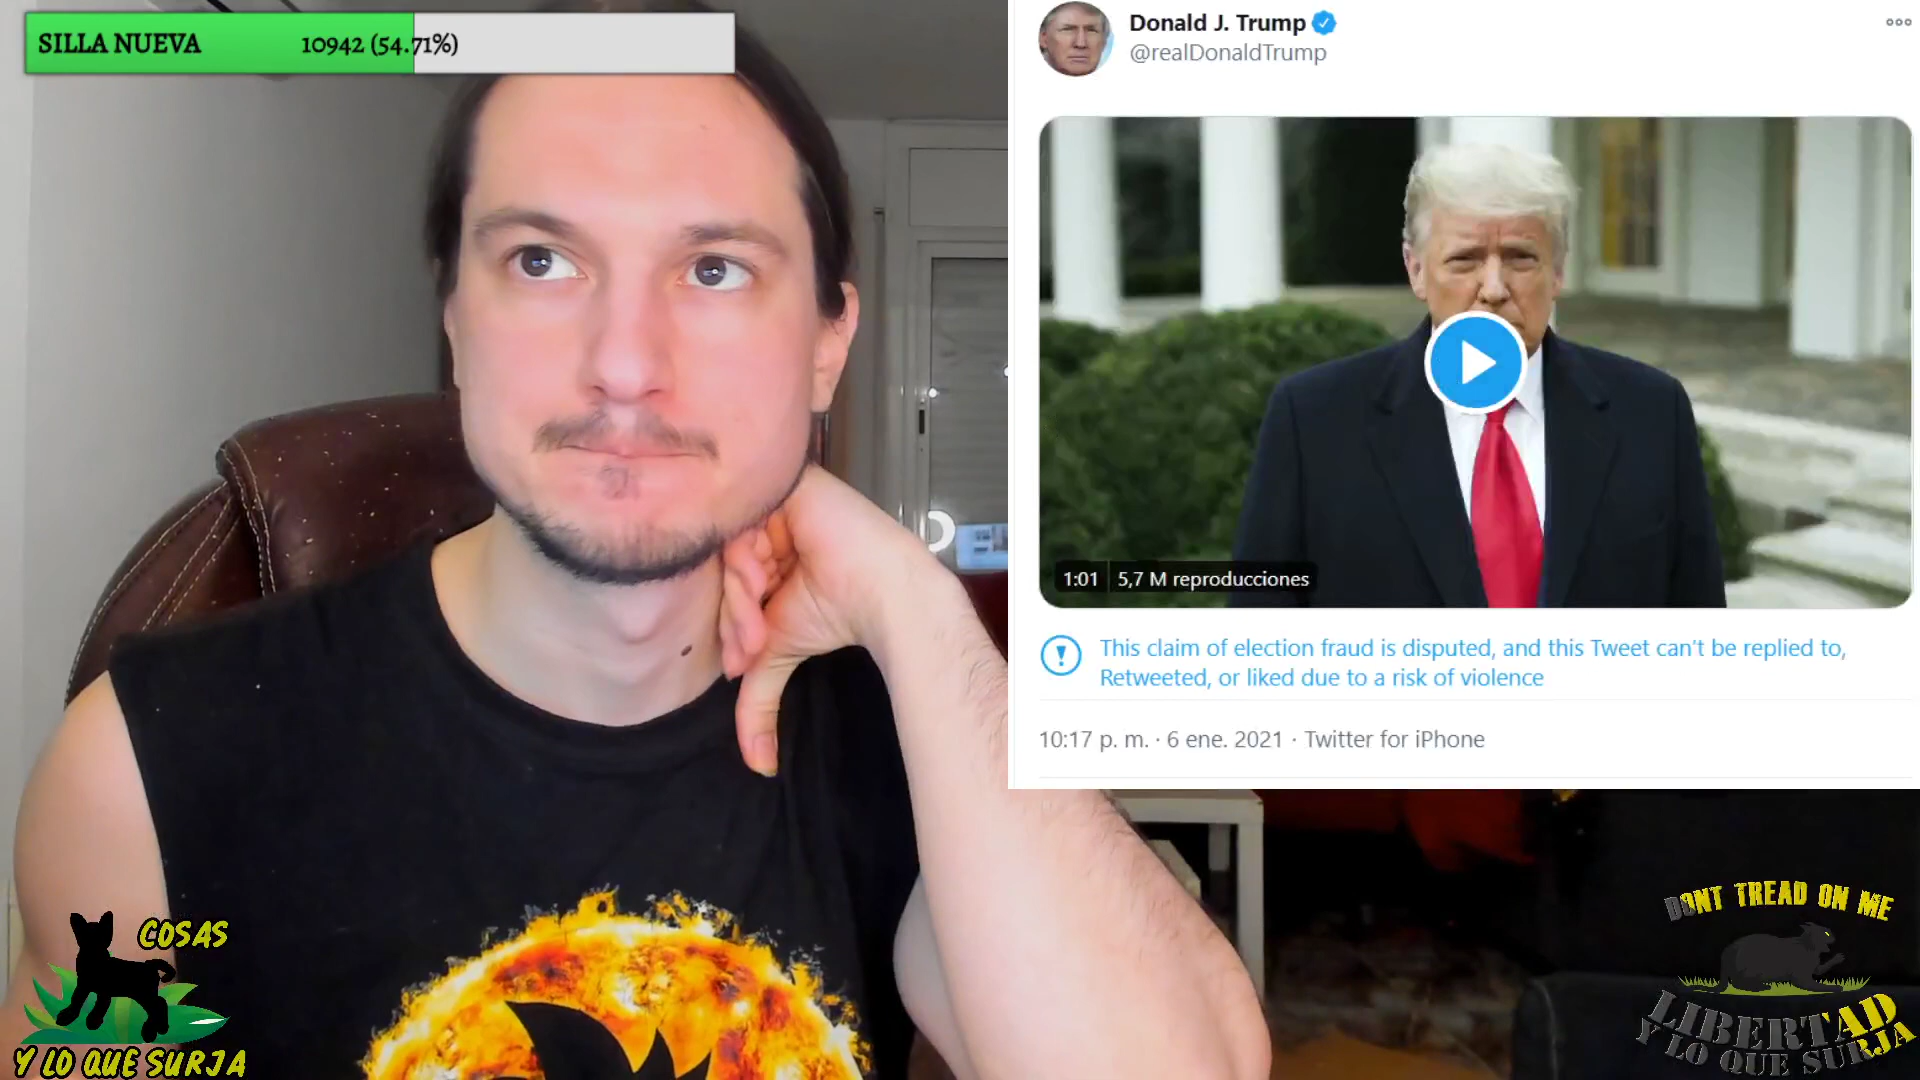 SILLA NUEVA
10942 (54.71%)
Donald J. Trump
@realDonaldTrump
1:01
5,7 M reproducciones
This claim of election fraud is disputed, and this Tweet can't be replied to,
Retweeted, or liked due to a risk of violence
10:17 p. m. · 6 ene. 2021 · Twitter for iPhone
COSAS
Y LO QUE SURJA
DONT TREAD ON ME
LIBERTAD
Y LO QUE SURJA